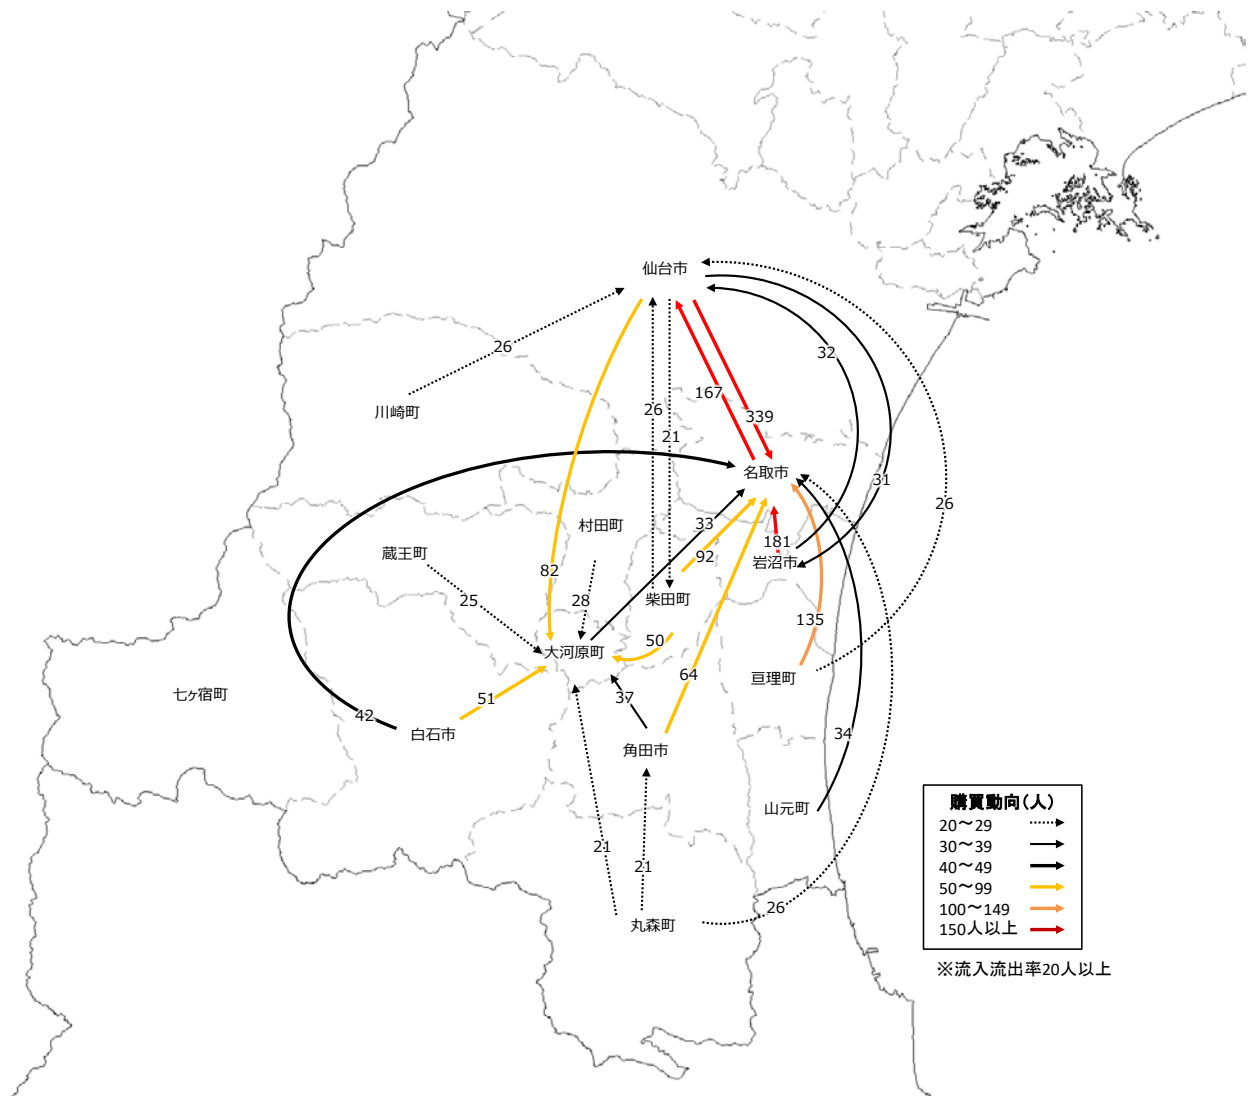 仙台市
26
川崎町
32
167
339
26
21
名取市
31
26
村田町
33
蔵王町
181
岩沼市
92
82
25
28
柴田町
135
50
大河原町
64
亘理町
七ヶ宿町
51
37
42
白石市
34
角田市
山元町
21
21
26
丸森町
購買動向(人)
20～29
30～39
40～49
50～99
100～149
150人以上
※流入流出率20人以上